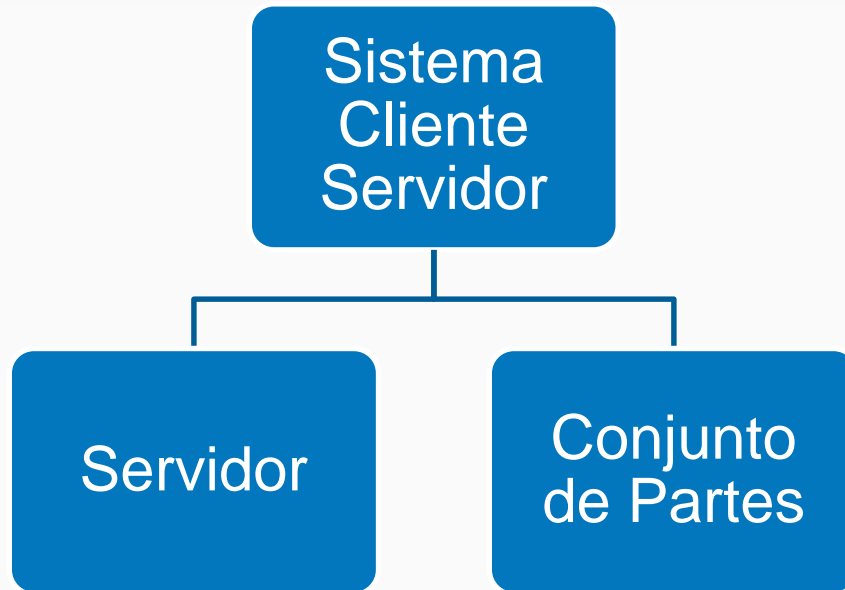 Sistema
Cliente
Servidor
Servidor
Conjunto
de Partes